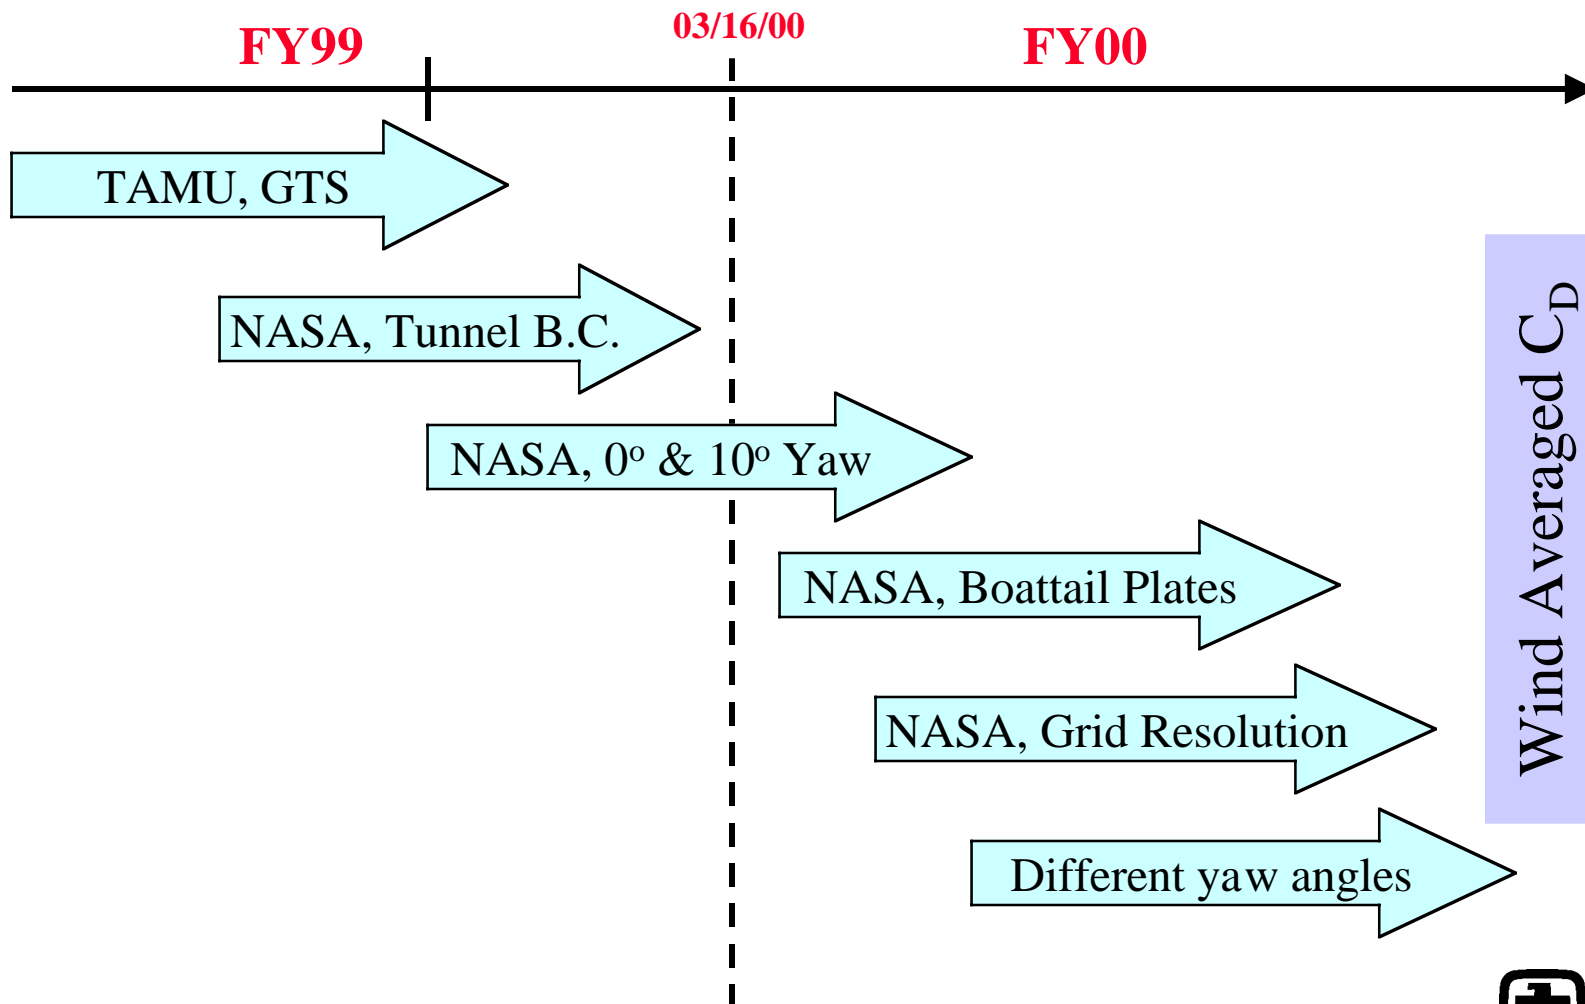 03/16/00
FY99
FY00
TAMU, GTS
NASA, Tunnel B.C.
NASA, 0º & 10º Yaw
NASA, Boattail Plates
NASA, Grid Resolution
Different yaw angles
Wind Averaged C_D